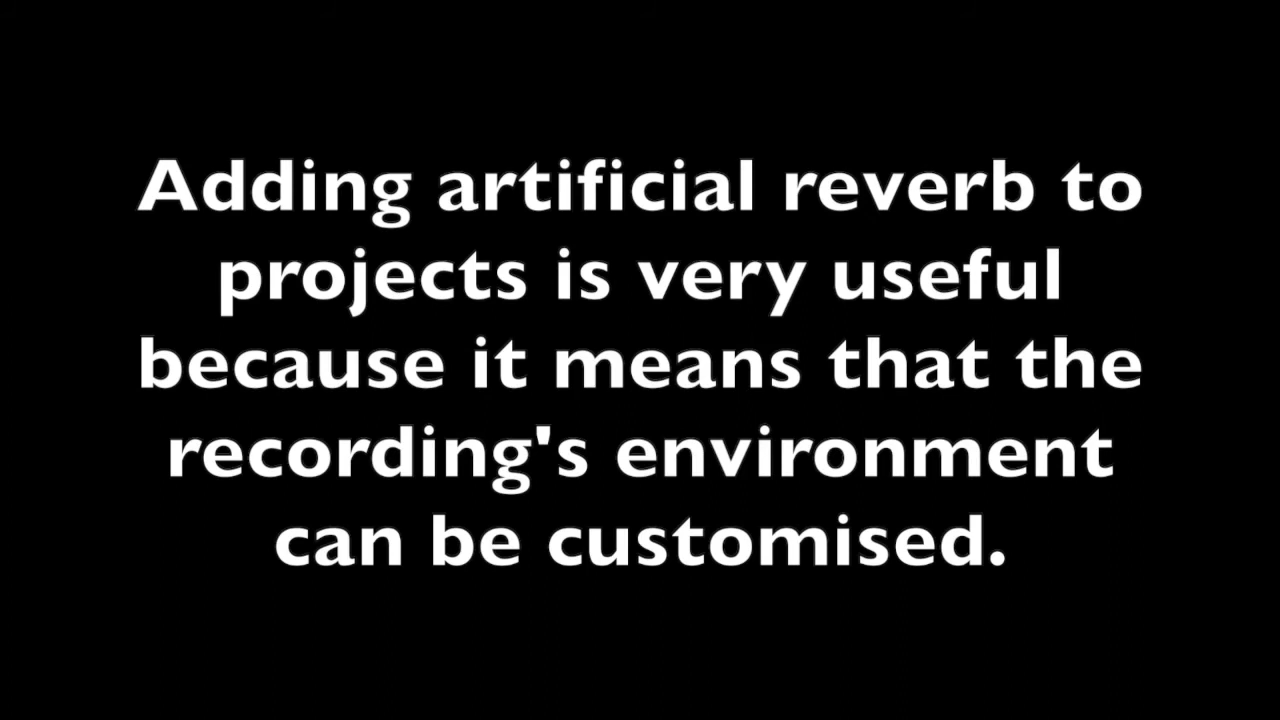 Adding artificial reverb to
projects is very useful
because it means that the
recording's environment
can be customised.